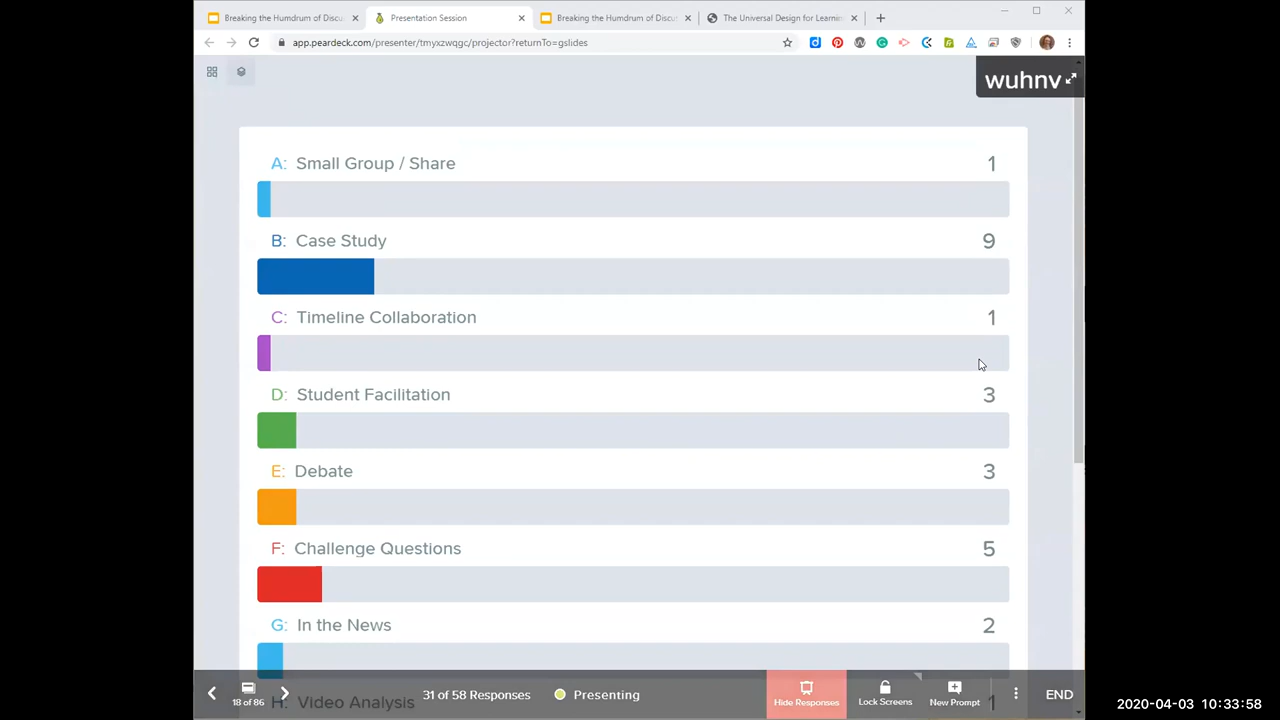 Breaking the Humdrum of Discu
Presentation Session
Breaking the Humdrum of Discu
The Universal Design for Learnin
app.peardeck.com/presenter/tmyxzwqgc/projector?returnTo=gslides
wuhnv
A: Small Group / Share 1
B: Case Study 9
C: Timeline Collaboration 1
D: Student Facilitation 3
E: Debate 3
F: Challenge Questions 5
G: In the News 2
H: Video Analysis 1
18 of 86
31 of 58 Responses
Presenting
Hide Responses
Lock Screens
New Prompt
END
2020-04-03 10:33:58